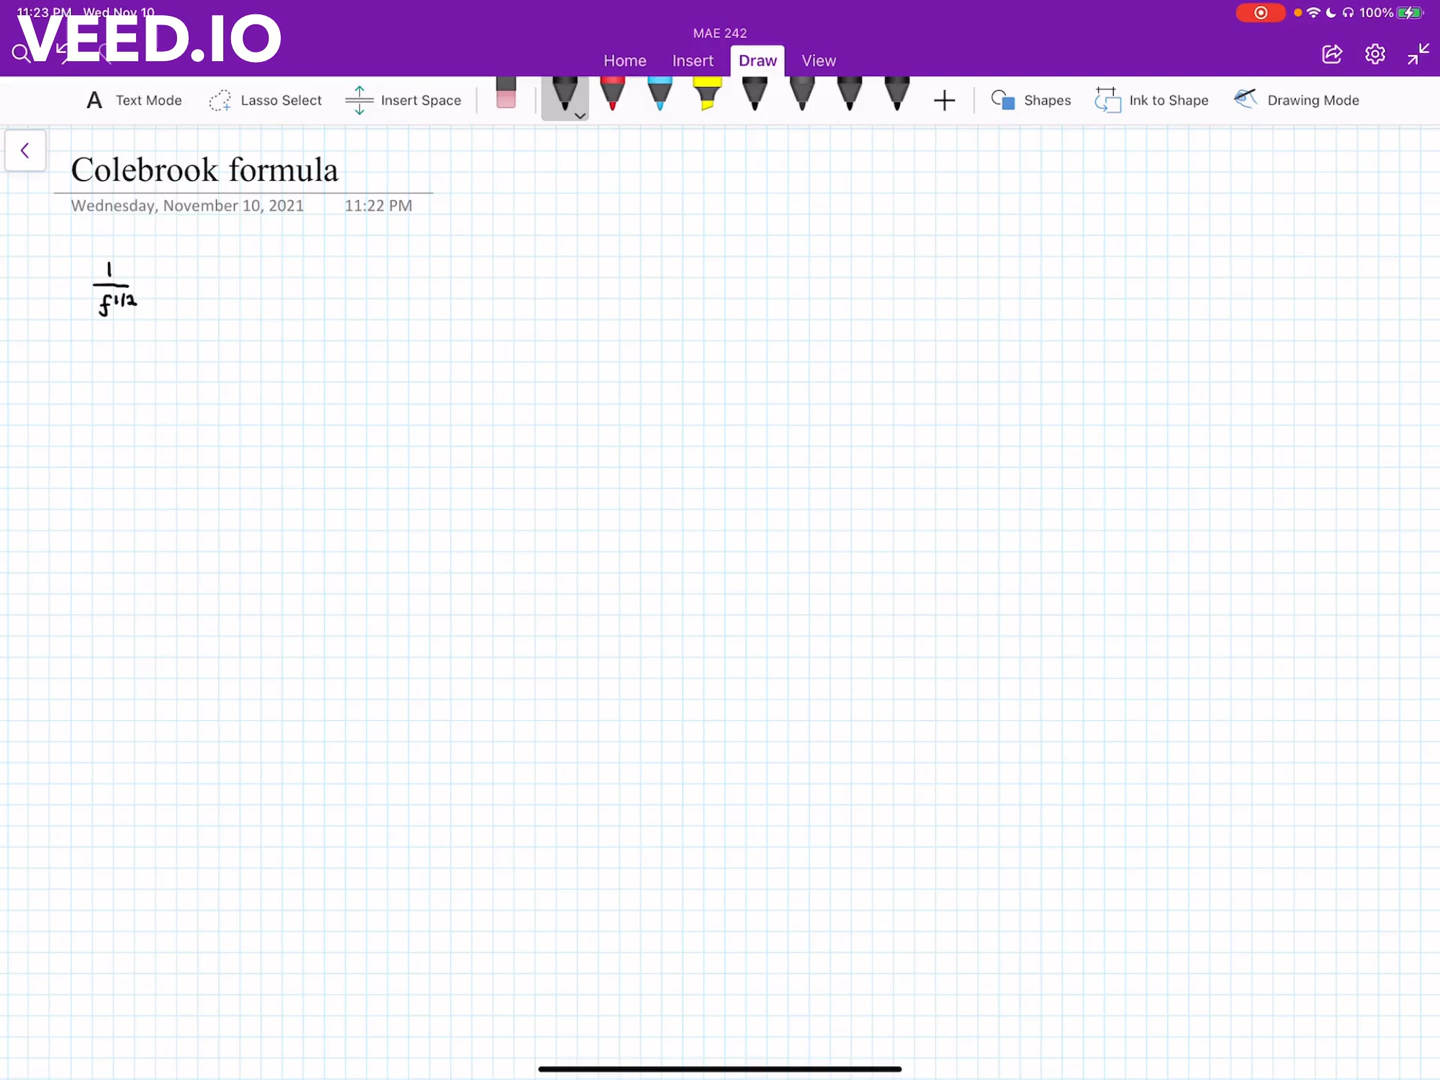 11:23 PM Wed Nov 10
100%
VEED.IO
MAE 242
Home Insert Draw View
A Text Mode Lasso Select Insert Space Shapes Ink to Shape Drawing Mode
Colebrook formula
Wednesday, November 10, 2021 11:22 PM
1
f^1/2